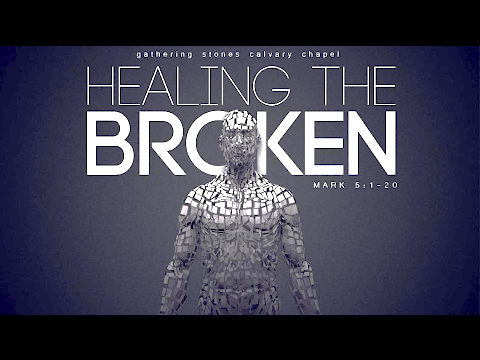 gathering stones calvary chapel
HEALING THE
BROKEN
MARK 5:1-20